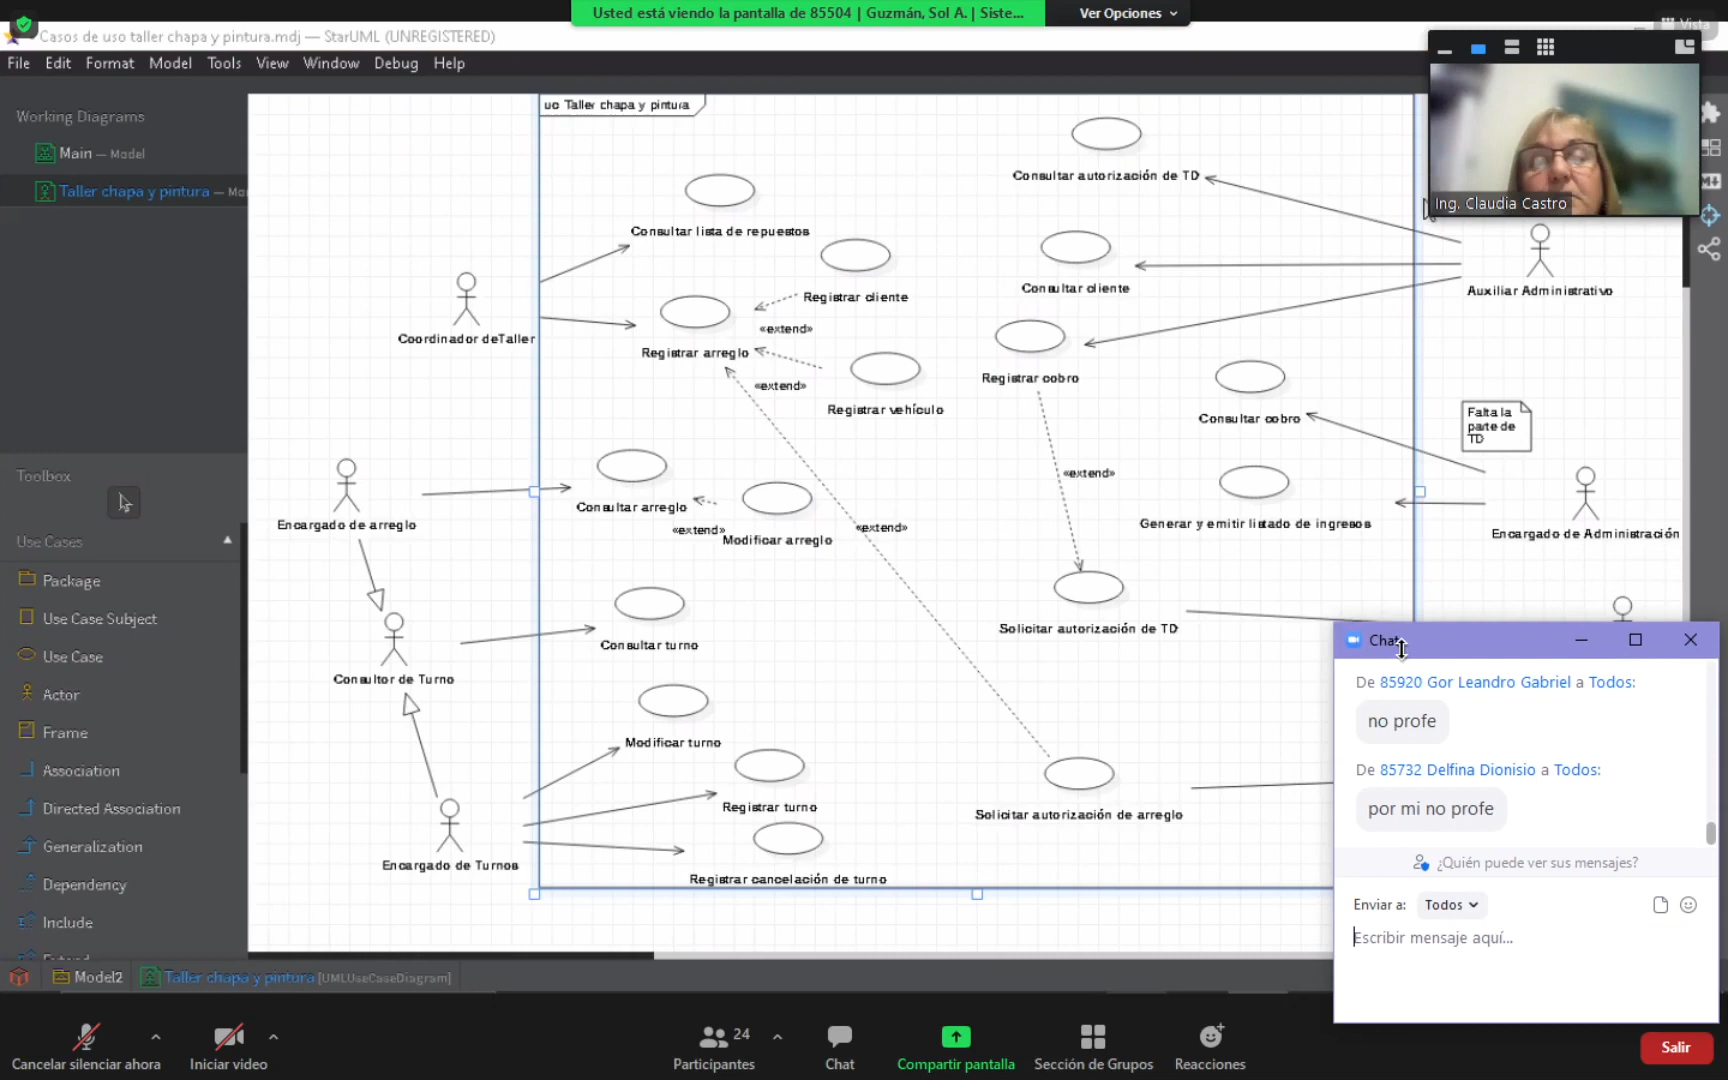 Usted está viendo la pantalla de 85504 | Guzmán, Sol A. | Siste...
Ver Opciones
Vista
Casos de uso taller chapa y pintura.mdj — StarUML (UNREGISTERED)
File Edit Format Model Tools View Window Debug Help
Working Diagrams
Main — Model
Taller chapa y pintura — Mo
Toolbox
Use Cases
Package
Use Case Subject
Use Case
Actor
Frame
Association
Directed Association
Generalization
Dependency
Include
uc Taller chapa y pintura
Consultar autorización de TD
Ing. Claudia Castro
Consultar lista de repuestos
Registrar cliente
Consultar cliente
Auxiliar Administrativo
Coordinador deTaller
«extend»
Registrar arreglo
«extend»
Registrar vehículo
Registrar cobro
Consultar cobro
Falta la
parte de
TD
«extend»
Consultar arreglo
Encargado de arreglo
«extend»
Modificar arreglo
«extend»
Generar y emitir listado de ingresos
Encargado de Administración
Consultar turno
Solicitar autorización de TD
Consultor de Turno
Modificar turno
Registrar turno
Solicitar autorización de arreglo
Encargado de Turnos
Registrar cancelación de turno
Model2
Taller chapa y pintura [UMLUseCaseDiagram]
Chat
De 85920 Gor Leandro Gabriel a Todos:
no profe
De 85732 Delfina Dionisio a Todos:
por mi no profe
¿Quién puede ver sus mensajes?
Enviar a: Todos
Escribir mensaje aquí...
Cancelar silenciar ahora
Iniciar video
24
Participantes
Chat
Compartir pantalla
Sección de Grupos
Reacciones
Salir